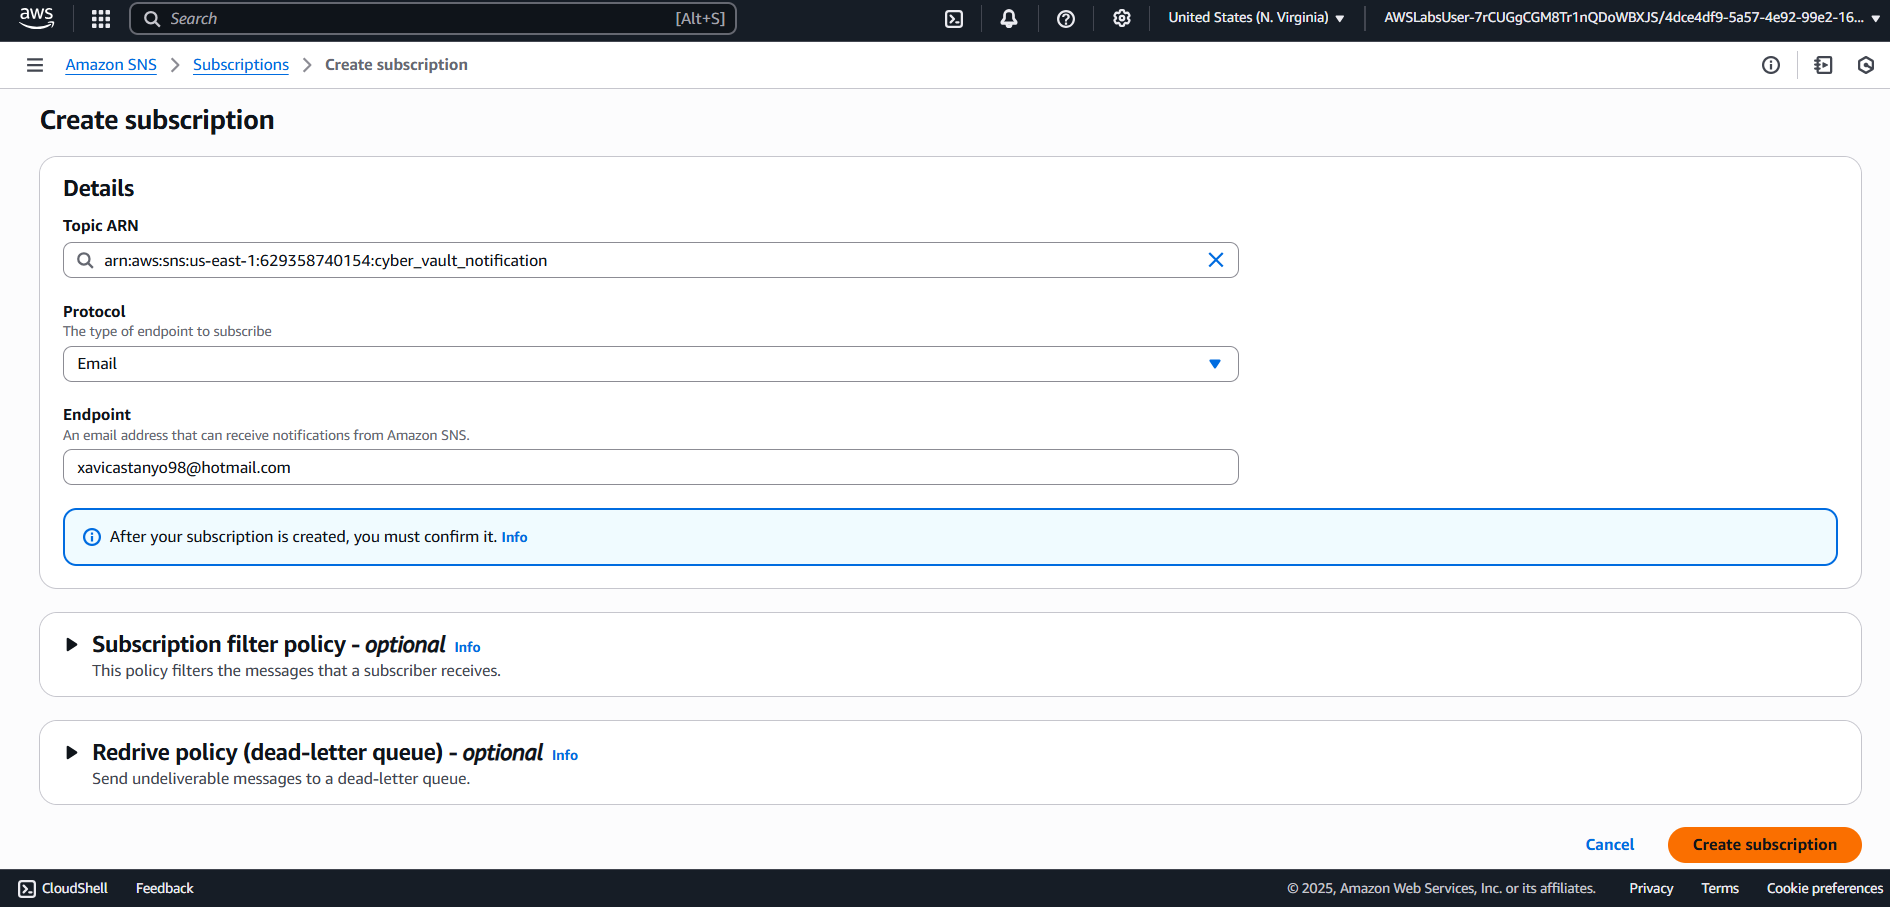 aws
Search [Alt+S]
United States (N. Virginia)
AWSLabsUser-7rCUGgCGM8Tr1nQDoWBXJS/4dce4df9-5a57-4e92-99e2-16...
Amazon SNS > Subscriptions > Create subscription
Create subscription
Details
Topic ARN
arn:aws:sns:us-east-1:629358740154:cyber_vault_notification
Protocol
The type of endpoint to subscribe
Email
Endpoint
An email address that can receive notifications from Amazon SNS.
xavicastanyo98@hotmail.com
After your subscription is created, you must confirm it. Info
Subscription filter policy - optional Info
This policy filters the messages that a subscriber receives.
Redrive policy (dead-letter queue) - optional Info
Send undeliverable messages to a dead-letter queue.
Cancel Create subscription
CloudShell Feedback © 2025, Amazon Web Services, Inc. or its affiliates. Privacy Terms Cookie preferences